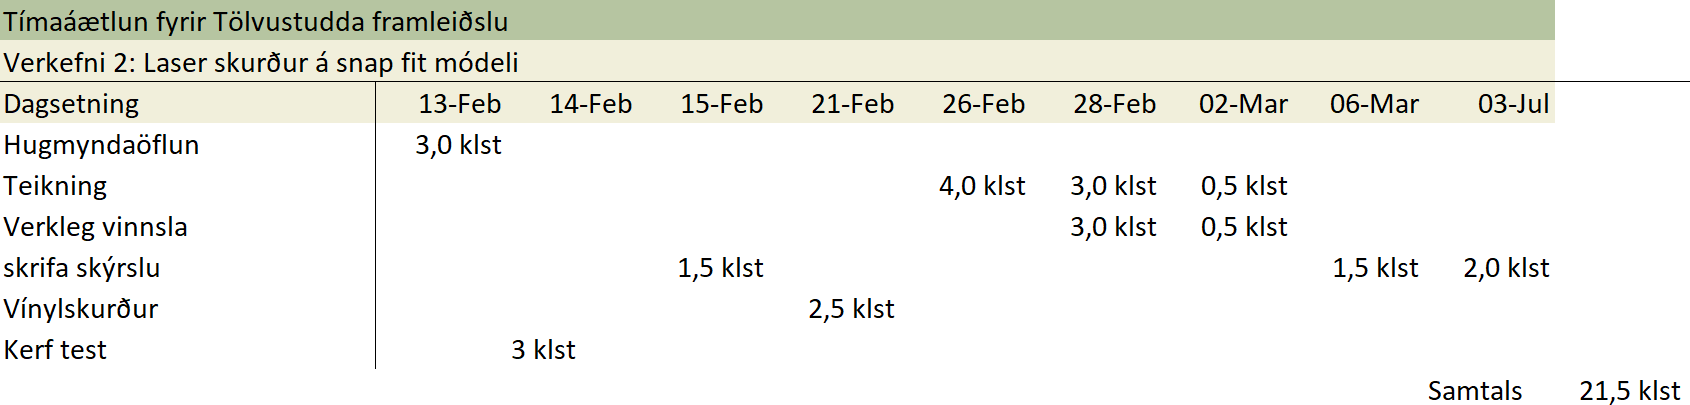 Tímaáætlun fyrir Tölvustudda framleiðslu
Verkefni 2: Laser skurður á snap fit módeli
Dagsetning 13-Feb 14-Feb 15-Feb 21-Feb 26-Feb 28-Feb 02-Mar 06-Mar 03-Jul
Hugmyndaöflun 3,0 klst
Teikning 4,0 klst 3,0 klst 0,5 klst
Verkleg vinnsla 3,0 klst 0,5 klst
skrifa skýrslu 1,5 klst 1,5 klst 2,0 klst
Vínylskurður 2,5 klst
Kerf test 3 klst
Samtals 21,5 klst